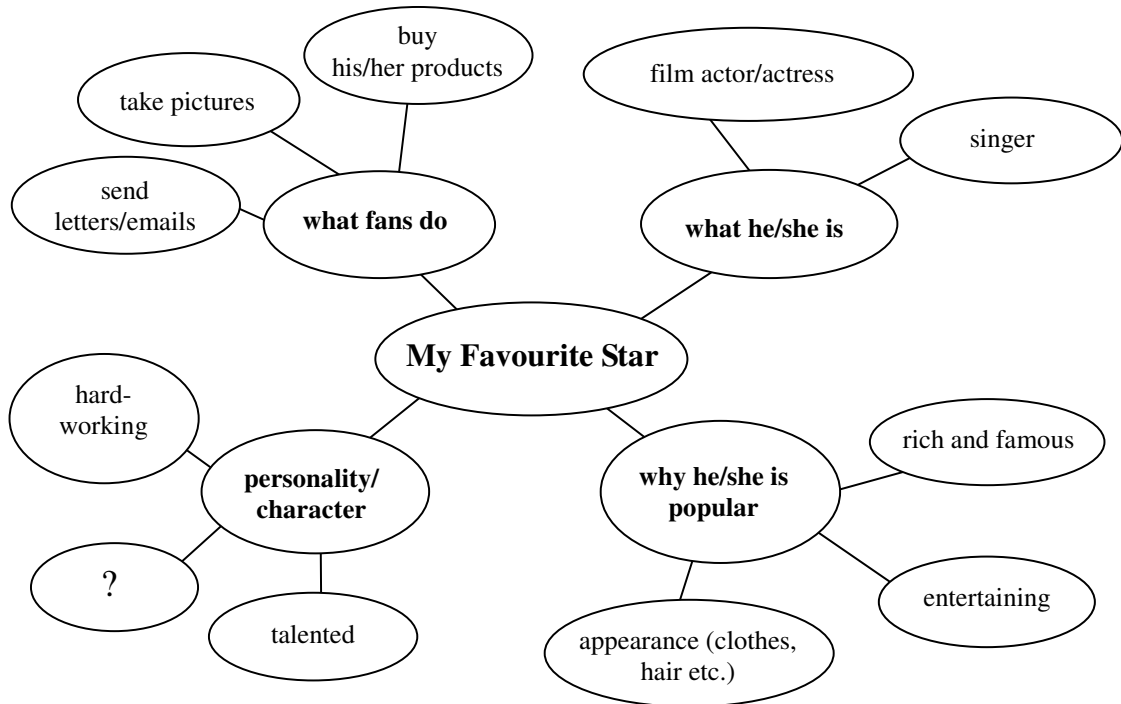 buy
his/her products
take pictures
send
letters/emails
what fans do
film actor/actress
singer
what he/she is
My Favourite Star
hard-
working
personality/
character
?
talented
why he/she is
popular
rich and famous
entertaining
appearance (clothes,
hair etc.)